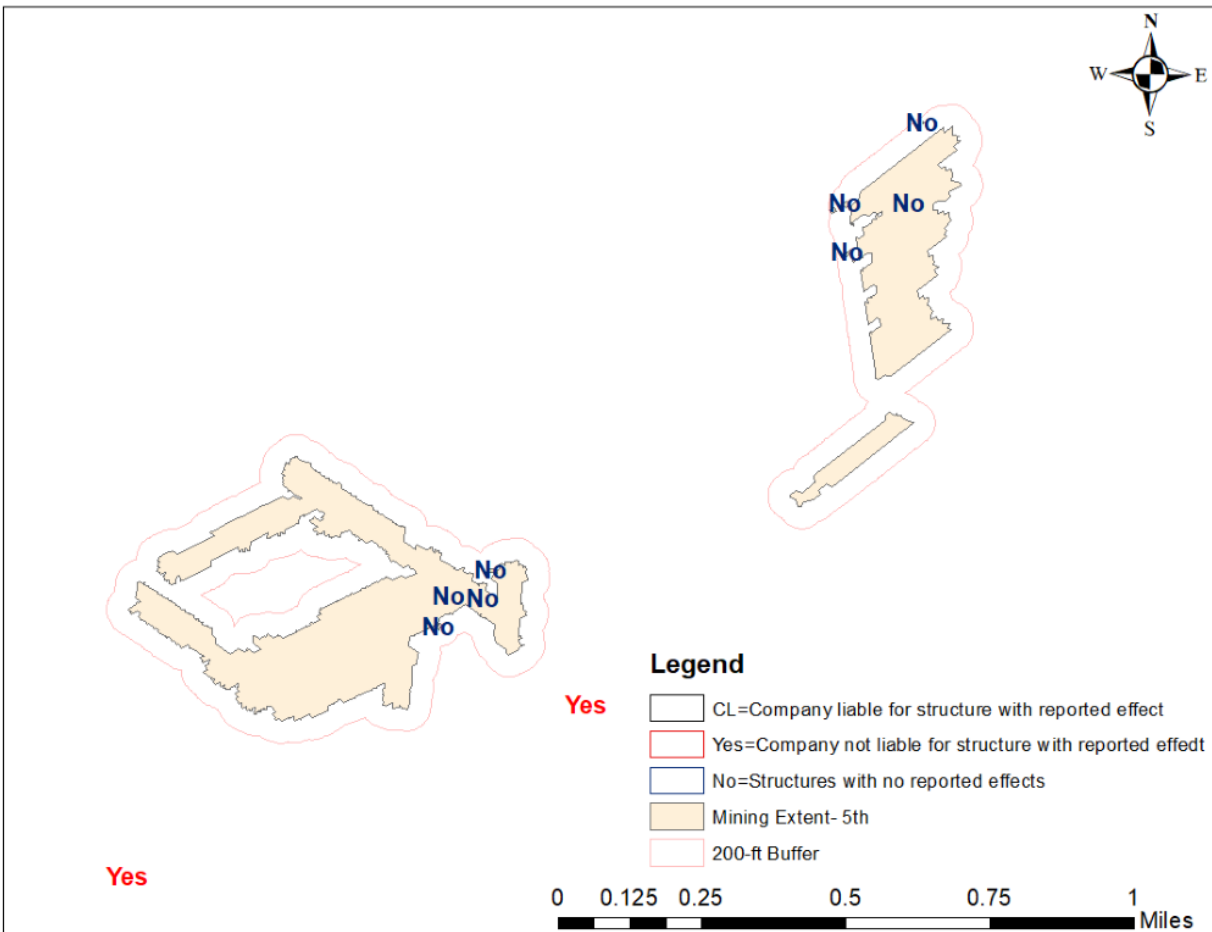 N
W E
S
No
No No
No
No
No No
No
Yes
Yes
Legend
CL=Company liable for structure with reported effect
Yes=Company not liable for structure with reported effedt
No=Structures with no reported effects
Mining Extent- 5th
200-ft Buffer
0 0.125 0.25 0.5 0.75 1
Miles